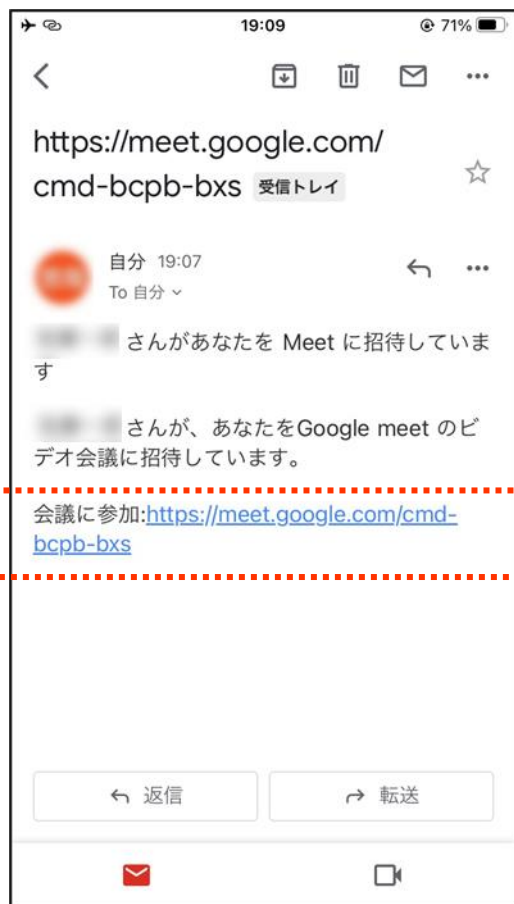 19:09
71%
https://meet.google.com/
cmd-bcpb-bxs 受信トレイ
自分 19:07
To 自分
さんがあなたを Meet に招待していま
す
さんが、あなたをGoogle meet のビ
デオ会議に招待しています。
会議に参加:https://meet.google.com/cmd-
bcpb-bxs
返信
転送